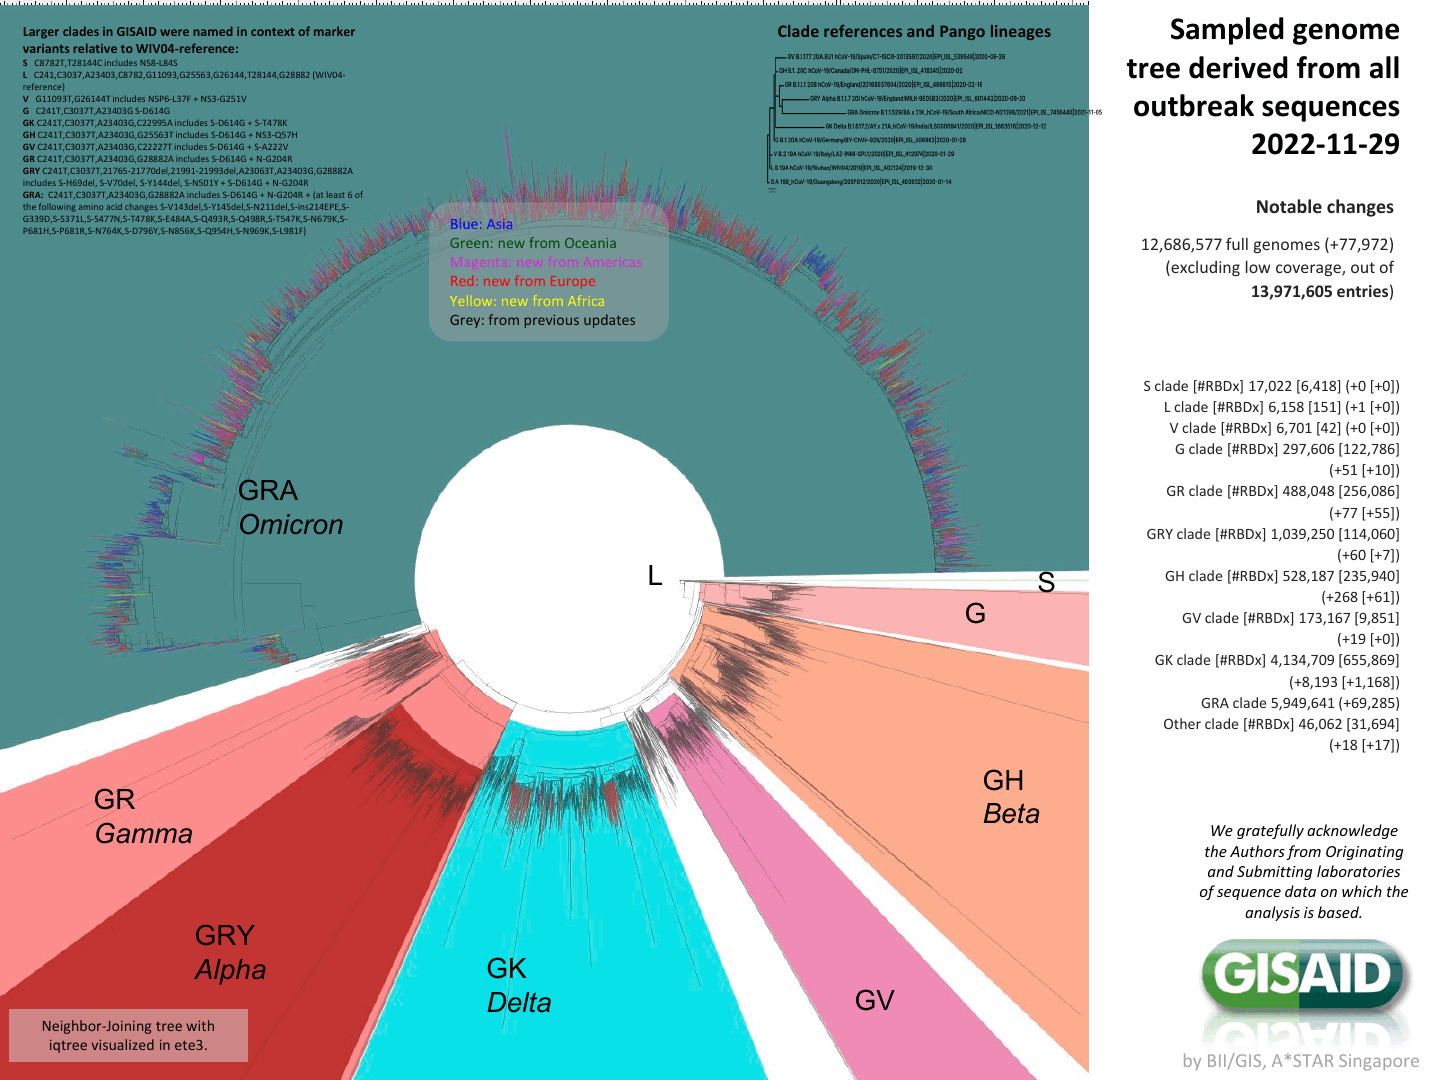 Larger clades in GISAID were named in context of marker
variants relative to WIV04-reference:
S C8782T,T28144C includes NS8-L84S
L C241,C3037,A23403,C8782,G11093,G25563,G26144,T28144,G28882 (WIV04-
reference)
V G11093T,G26144T includes NSP6-L37F + NS3-G251V
G C241T,C3037T,A23403G S-D614G
GK C241T,C3037T,A23403G,C22995A includes S-D614G + S-T478K
GH C241T,C3037T,A23403G,G25563T includes S-D614G + NS3-Q57H
GV C241T,C3037T,A23403G,C22227T includes S-D614G + S-A222V
GR C241T,C3037T,A23403G,G28882A includes S-D614G + N-G204R
GRY C241T,C3037T,21765-21770del,21991-21993del,A23063T,A23403G,G28882A
includes S-H69del, S-V70del, S-Y144del, S-N501Y + S-D614G + N-G204R
GRA: C241T,C3037T,A23403G,G28882A includes S-D614G + N-G204R + (at least 6 of
the following amino acid changes S-V143del,S-Y145del,S-N211del,S-ins214EPE,S-
G339D,S-S371L,S-S477N,S-T478K,S-E484A,S-Q493R,S-Q498R,S-T547K,S-N679K,S-
P681H,S-P681R,S-N764K,S-D796Y,S-N856K,S-Q954H,S-N969K,S-L981F)
Clade references and Pango lineages
Blue: Asia
Green: new from Oceania
Magenta: new from Americas
Red: new from Europe
Yellow: new from Africa
Grey: from previous updates
GRA
Omicron
L
S
G
GH
Beta
GR
Gamma
GRY
Alpha
GK
Delta
GV
Neighbor-Joining tree with
iqtree visualized in ete3.
Sampled genome
tree derived from all
outbreak sequences
2022-11-29
Notable changes
12,686,577 full genomes (+77,972)
(excluding low coverage, out of
13,971,605 entries)
S clade [#RBDx] 17,022 [6,418] (+0 [+0])
L clade [#RBDx] 6,158 [151] (+1 [+0])
V clade [#RBDx] 6,701 [42] (+0 [+0])
G clade [#RBDx] 297,606 [122,786]
(+51 [+10])
GR clade [#RBDx] 488,048 [256,086]
(+77 [+55])
GRY clade [#RBDx] 1,039,250 [114,060]
(+60 [+7])
GH clade [#RBDx] 528,187 [235,940]
(+268 [+61])
GV clade [#RBDx] 173,167 [9,851]
(+19 [+0])
GK clade [#RBDx] 4,134,709 [655,869]
(+8,193 [+1,168])
GRA clade 5,949,641 (+69,285)
Other clade [#RBDx] 46,062 [31,694]
(+18 [+17])
We gratefully acknowledge
the Authors from Originating
and Submitting laboratories
of sequence data on which the
analysis is based.
GISAID
by BII/GIS, A*STAR Singapore